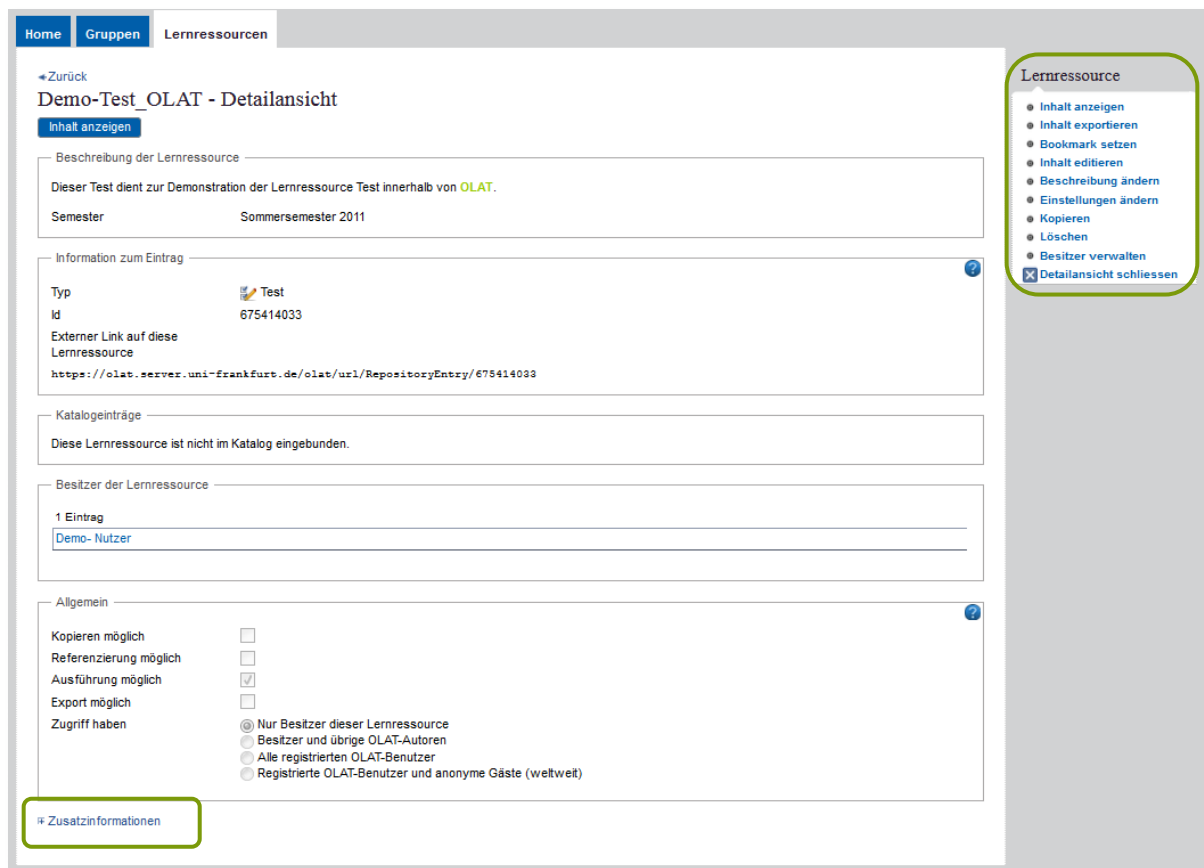 Home Gruppen Lernressourcen
Zurück
Demo-Test_OLAT - Detailansicht
Inhalt anzeigen
Beschreibung der Lernressource
Dieser Test dient zur Demonstration der Lernressource Test innerhalb von OLAT.
Semester Sommersemester 2011
Information zum Eintrag
?
Typ Test
Id 675414033
Externer Link auf diese
Lernressource
https://olat.server.uni-frankfurt.de/olat/url/RepositoryEntry/675414033
Katalogeinträge
Diese Lernressource ist nicht im Katalog eingebunden.
Besitzer der Lernressource
1 Eintrag
Demo- Nutzer
Allgemein
?
Kopieren möglich
Referenzierung möglich
Ausführung möglich
Export möglich
Zugriff haben Nur Besitzer dieser Lernressource
Besitzer und übrige OLAT-Autoren
Alle registrierten OLAT-Benutzer
Registrierte OLAT-Benutzer und anonyme Gäste (weltweit)
Zusatzinformationen
Lernressource
Inhalt anzeigen
Inhalt exportieren
Bookmark setzen
Inhalt editieren
Beschreibung ändern
Einstellungen ändern
Kopieren
Löschen
Besitzer verwalten
Detailansicht schliessen